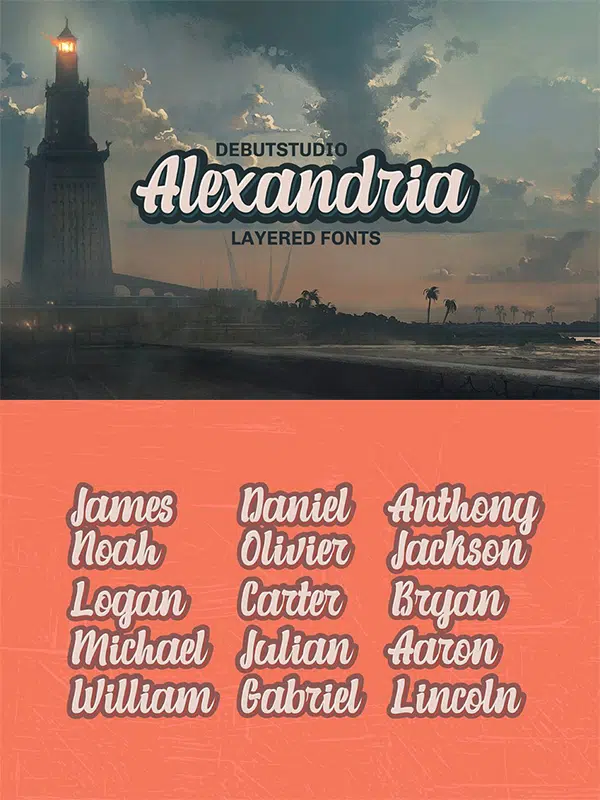 DEBUTSTUDIO
Alexandria
LAYERED FONTS
James Daniel Anthony
Noah Olivier Jackson
Logan Carter Bryan
Michael Julian Aaron
William Gabriel Lincoln